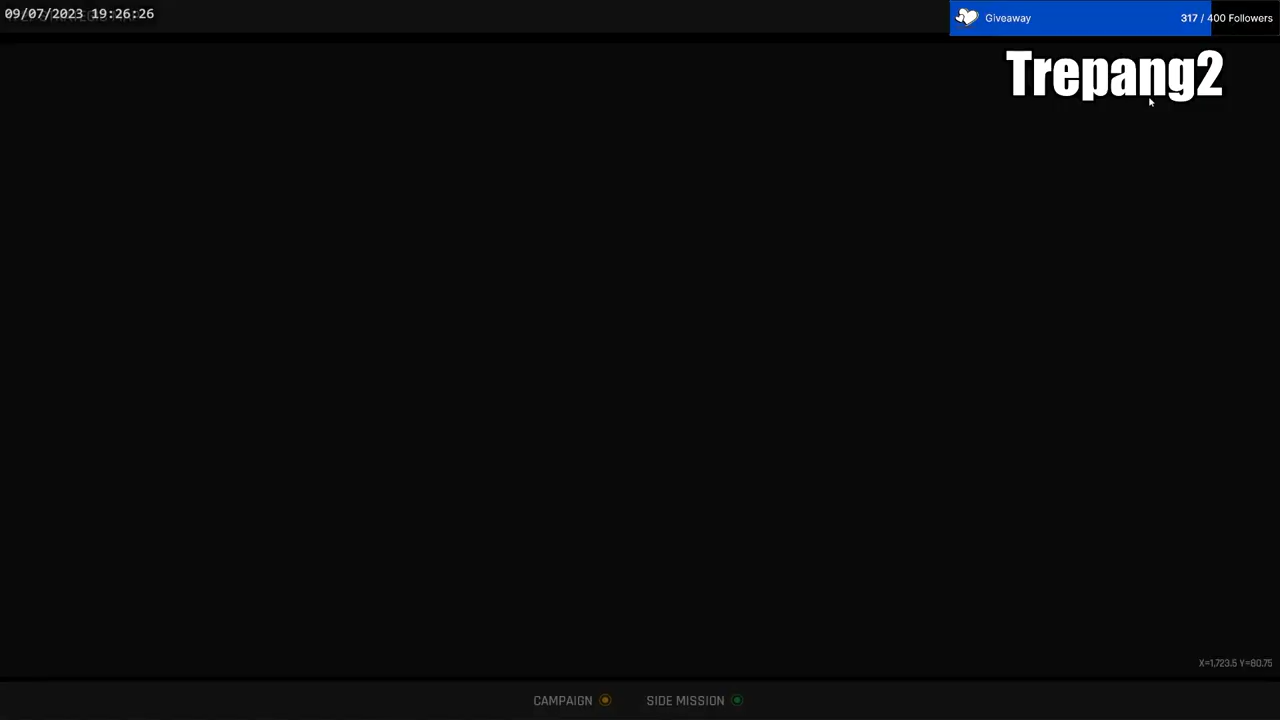 09/07/2023 19:26:26
Giveaway 317 / 400 Followers
Trepang2
X=1,723.5 Y=80.75
CAMPAIGN SIDE MISSION